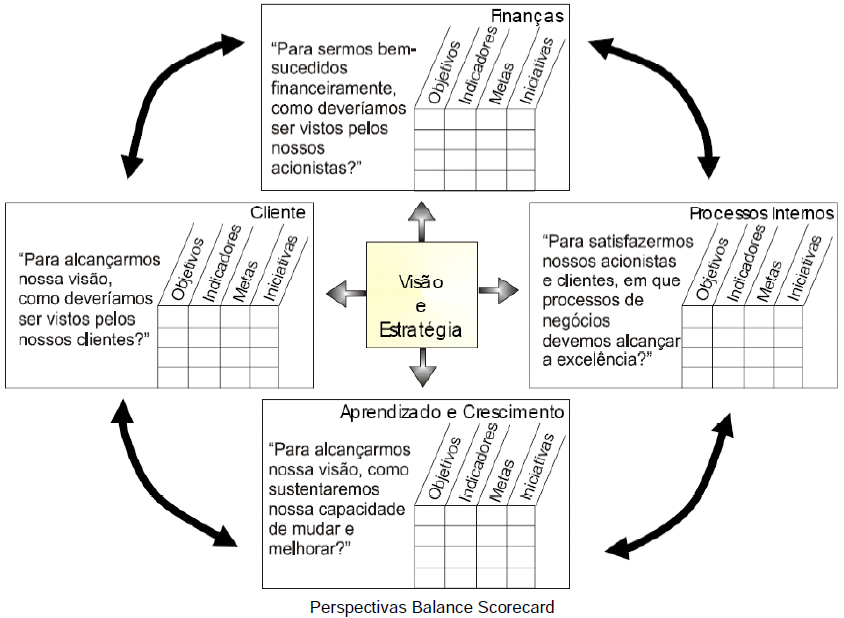 Finanças
“Para sermos bem-
sucedidos
financeiramente,
como deveríamos
ser vistos pelos
nossos
acionistas?”
Objetivos
Indicadores
Metas
Iniciativas
Cliente
“Para alcançarmos
nossa visão,
como deveríamos
ser vistos pelos
nossos clientes?”
Objetivos
Indicadores
Metas
Iniciativas
Visão
e
Estratégia
Processos Internos
“Para satisfazermos
nossos acionistas
e clientes, em que
processos de
negócios
devemos alcançar
a excelência?”
Objetivos
Indicadores
Metas
Iniciativas
Aprendizado e Crescimento
“Para alcançarmos
nossa visão, como
sustentaremos
nossa capacidade
de mudar e
melhorar?”
Objetivos
Indicadores
Metas
Iniciativas
Perspectivas Balance Scorecard